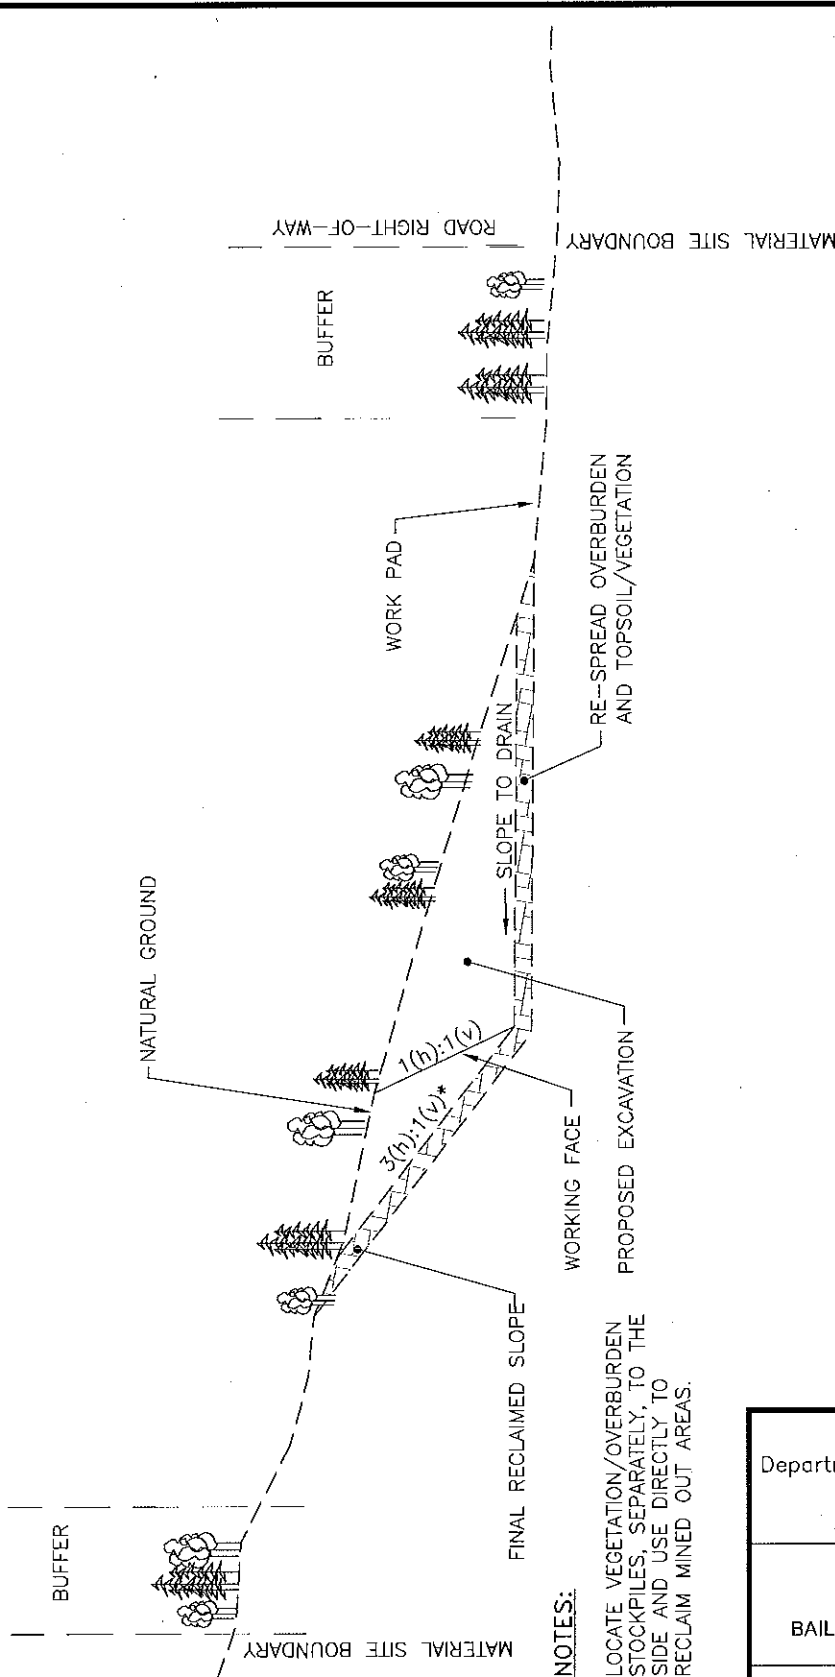 BUFFER
MATERIAL SITE BOUNDARY
NATURAL GROUND
WORK PAD
BUFFER
ROAD RIGHT-OF-WAY
MATERIAL SITE BOUNDARY
1(h):1(v)
3(h):1(v)*
SLOPE TO DRAIN
FINAL RECLAIMED SLOPE
WORKING FACE
PROPOSED EXCAVATION
RE-SPREAD OVERBURDEN
AND TOPSOIL/VEGETATION
NOTES:
LOCATE VEGETATION/OVERBURDEN
STOCKPILES, SEPARATELY, TO THE
SIDE AND USE DIRECTLY TO
RECLAIM MINED OUT AREAS.
Departm
BAIL